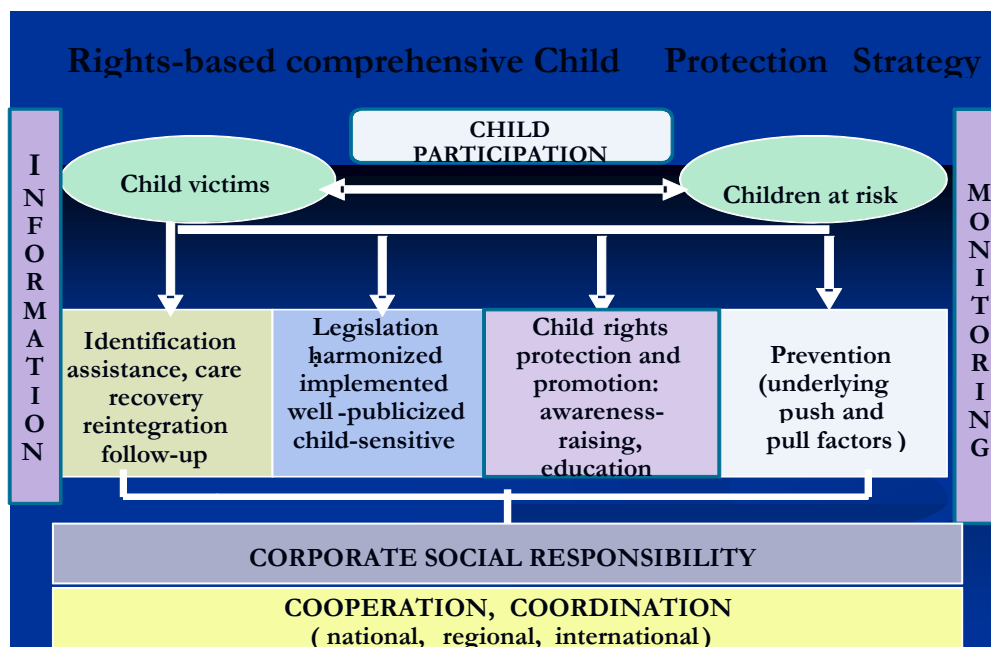 Rights-based comprehensive Child Protection Strategy
CHILD
PARTICIPATION
INFORMATION
Child victims
Children at risk
MONITORING
Identification
assistance, care
recovery
reintegration
follow-up
Legislation
harmonized
implemented
well-publicized
child-sensitive
Child rights
protection and
promotion:
awareness-
raising,
education
Prevention
(underlying
push and
pull factors )
CORPORATE SOCIAL RESPONSIBILITY
COOPERATION, COORDINATION
( national, regional, international)